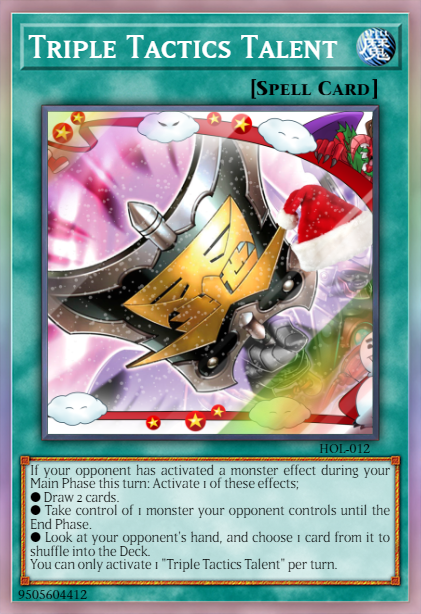 TRIPLE TACTICS TALENT
魔
[SPELL CARD]
HOL-012
If your opponent has activated a monster effect during your
Main Phase this turn: Activate 1 of these effects;
● Draw 2 cards.
● Take control of 1 monster your opponent controls until the
End Phase.
● Look at your opponent's hand, and choose 1 card from it to
shuffle into the Deck.
You can only activate 1 "Triple Tactics Talent" per turn.
9505604412